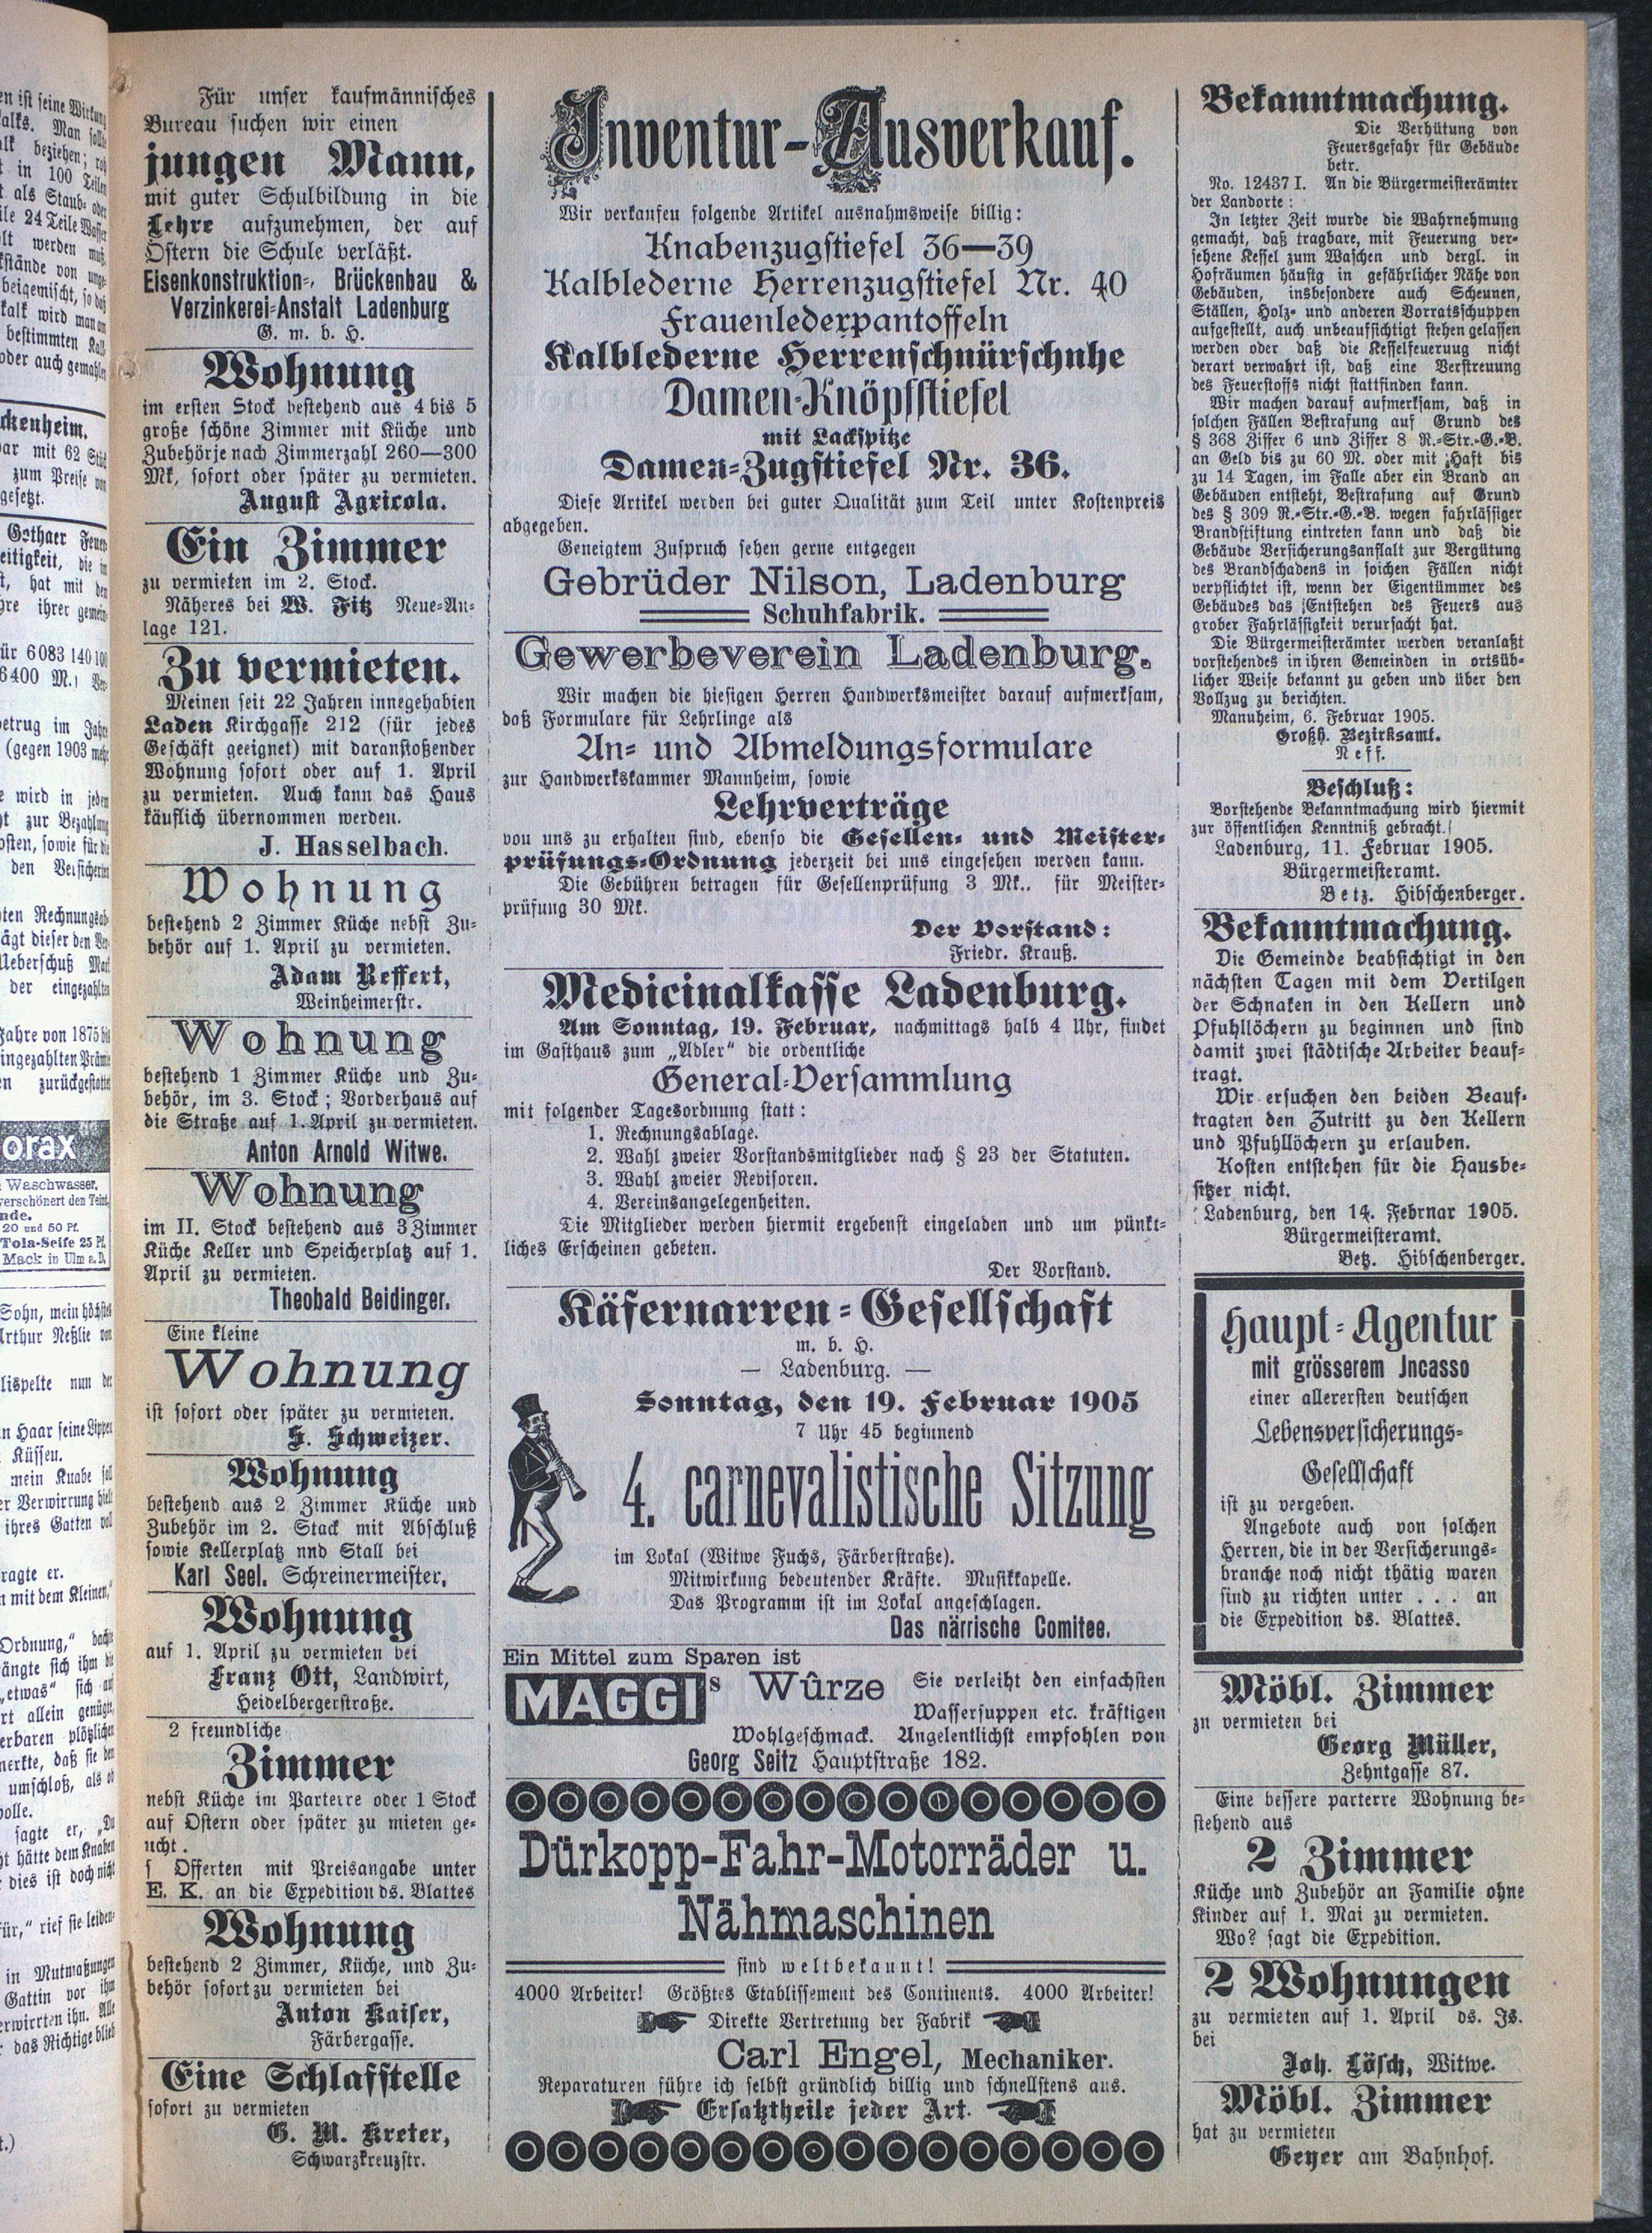 Für unser kaufmännisches
Bureau suchen wir einen
jungen Mann,
mit guter Schulbildung in die
Lehre aufzunehmen, der auf
Ostern die Schule verläßt.
Eisenkonstruktion-, Brückenbau &
Verzinkerei-Anstalt Ladenburg
G. m. b. H.
Wohnung
im ersten Stock bestehend aus 4 bis 5
große schöne Zimmer mit Küche und
Zubehörje nach Zimmerzahl 260—300
Mk, sofort oder später zu vermieten.
August Agricola.
Ein Zimmer
zu vermieten im 2. Stock.
Näheres bei W. Fitz Neue-An-
lage 121.
Zu vermieten.
Meinen seit 22 Jahren innegehabien
Laden Kirchgasse 212 (für jedes
Geschäft geeignet) mit daranstoßender
Wohnung sofort oder auf 1. April
zu vermieten. Auch kann das Haus
käuflich übernommen werden.
J. Hasselbach.
Wohnung
bestehend 2 Zimmer Küche nebst Zu-
behör auf 1. April zu vermieten.
Adam Reffert,
Weinheimerstr.
Wohnung
bestehend 1 Zimmer Küche und Zu-
behör, im 3. Stock; Vorderhaus auf
die Straße auf 1. April zu vermieten.
Anton Arnold Witwe.
Wohnung
im II. Stock bestehend aus 3 Zimmer
Küche Keller und Speicherplatz auf 1.
April zu vermieten.
Theobald Beidinger.
Eine kleine
Wohnung
ist sofort oder später zu vermieten.
S. Schweizer.
Wohnung
bestehend aus 2 Zimmer Küche und
Zubehör im 2. Stack mit Abschluß
sowie Kellerplatz nnd Stall bei
Karl Seel, Schreinermeister,
Wohnung
auf 1. April zu vermieten bei
Franz Ott, Landwirt,
Heidelbergerstraße.
2 freundliche
Zimmer
nebst Küche im Parterre oder 1 Stock
auf Ostern oder später zu mieten ge-
ucht.
s Offerten mit Preisangabe unter
E. K. an die Expedition ds. Blattes
Wohnung
bestehend 2 Zimmer, Küche, und Zu-
behör sofort zu vermieten bei
Anton Kaiser,
Färbergasse.
Eine Schlafstelle
sofort zu vermieten
G. M. Kreter,
Schwarzkreuzstr.
Inventur-Ausverkauf.
Wir verkaufen folgende Artikel ausnahmsweise billig:
Knabenzugstiefel 36—39
Kalblederne Herrenzugstiefel Nr. 40
Frauenlederpantoffeln
Kalblederne Herrenschnürschnhe
Damen-Knöpfstiefel
mit Lackspitze
Damen-Zugstiefel Nr. 36.
Diese Artikel werden bei guter Qualität zum Teil unter Kostenpreis
abgegeben.
Geneigtem Zuspruch sehen gerne entgegen
Gebrüder Nilson, Ladenburg
Schuhfabrik.
Gewerbeverein Ladenburg.
Wir machen die hiesigen Herren Handwerksmeister darauf aufmerksam,
daß Formulare für Lehrlinge als
An- und Abmeldungsformulare
zur Handwerkskammer Mannheim, sowie
Lehrverträge
von uns zu erhalten sind, ebenso die Gesellen- und Meister-
prüfungs-Ordnung jederzeit bei uns eingesehen werden kann.
Die Gebühren betragen für Gesellenprüfung 3 Mk., für Meister-
prüfung 30 Mk.
Der Vorstand:
Friedr. Krauß.
Medicinalkasse Ladenburg.
Am Sonntag, 19. Februar, nachmittags halb 4 Uhr, findet
im Gasthaus zum „Adler“ die ordentliche
General-Versammlung
mit folgender Tagesordnung statt:
1. Rechnungsablage.
2. Wahl zweier Vorstandsmitglieder nach § 23 der Statuten.
3. Wahl zweier Revisoren.
4. Vereinsangelegenheiten.
Die Mitglieder werden hiermit ergebenst eingeladen und um pünkt-
liches Erscheinen gebeten.
Der Vorstand.
Käfernarren-Gesellschaft
m. b. H.
— Ladenburg. —
Sonntag, den 19. Februar 1905
7 Uhr 45 beginnend
4. carnevalistische Sitzung
im Lokal (Witwe Fuchs, Färberstraße).
Mitwirkung bedeutender Kräfte. Musikkapelle.
Das Programm ist im Lokal angeschlagen.
Das närrische Comitee.
Ein Mittel zum Sparen ist
MAGGIs Würze Sie verleiht den einfachsten
Wassersuppen etc. kräftigen
Wohlgeschmack. Angelentlichst empfohlen von
Georg Seitz Hauptstraße 182.
Dürkopp-Fahr-Motorräder u.
Nähmaschinen
sind weltbekannt!
4000 Arbeiter! Größtes Etablissement des Continents. 4000 Arbeiter!
Direkte Vertretung der Fabrik
Carl Engel, Mechaniker.
Reparaturen führe ich selbst gründlich billig und schnellstens aus.
Ersatztheile jeder Art.
Bekanntmachung.
Die Verhütung von
Feuersgefahr für Gebäude
betr.
No. 12437 I. An die Bürgermeisterämter
der Landorte:
In letzter Zeit wurde die Wahrnehmung
gemacht, daß tragbare, mit Feuerung ver-
sehene Kessel zum Waschen und dergl. in
Hofräumen häufig in gefährlicher Nähe von
Gebäuden, insbesondere auch Scheunen,
Ställen, Holz- und anderen Vorratsschuppen
aufgestellt, auch unbeaufsichtigt stehen gelassen
werden oder daß die Kesselfeuerung nicht
derart verwahrt ist, daß eine Verstreuung
des Feuerstoffs nicht stattfinden kann.
Wir machen darauf aufmerksam, daß in
solchen Fällen Bestrafung auf Grund des
§ 368 Ziffer 6 und Ziffer 8 R.-Str.-G.-B.
an Geld bis zu 60 M. oder mit Haft bis
zu 14 Tagen, im Falle aber ein Brand an
Gebäuden entsteht, Bestrafung auf Grund
des § 309 R.-Str.-G.-B. wegen fahrlässiger
Brandstiftung eintreten kann und daß die
Gebäude Versicherungsanstalt zur Vergütung
des Brandschadens in solchen Fällen nicht
verpflichtet ist, wenn der Eigentümmer des
Gebäudes das Entstehen des Feuers aus
grober Fahrlässigkeit verursacht hat.
Die Bürgermeisterämter werden veranlaßt
vorstehendes in ihren Gemeinden in ortsüb-
licher Weise bekannt zu geben und über den
Vollzug zu berichten.
Mannheim, 6. Februar 1905.
Großh. Bezirksamt.
Neff.
Beschluß:
Vorstehende Bekanntmachung wird hiermit
zur öffentlichen Kenntniß gebracht.
Ladenburg, 11. Februar 1905.
Bürgermeisteramt.
Betz. Hibschenberger.
Bekanntmachung.
Die Gemeinde beabsichtigt in den
nächsten Tagen mit dem Vertilgen
der Schnaken in den Kellern und
Pfuhllöchern zu beginnen und sind
damit zwei städtische Arbeiter beauf-
tragt.
Wir ersuchen den beiden Beauf-
tragten den Zutritt zu den Kellern
und Pfuhllöchern zu erlauben.
Kosten entstehen für die Hausbe-
sitzer nicht.
Ladenburg, den 14. Februar 1905.
Bürgermeisteramt.
Betz. Hibschenberger.
Haupt-Agentur
mit grösserem Incasso
einer allerersten deutschen
Lebensversicherungs-
Gesellschaft
ist zu vergeben.
Angebote auch von solchen
Herren, die in der Versicherungs-
branche noch nicht thätig waren
sind zu richten unter . . . an
die Expedition ds. Blattes.
Möbl. Zimmer
zn vermieten bei
Georg Müller,
Zehntgasse 87.
Eine bessere parterre Wohnung be-
stehend aus
2 Zimmer
Küche und Zubehör an Familie ohne
Kinder auf 1. Mai zu vermieten.
Wo? sagt die Expedition.
2 Wohnungen
zu vermieten auf 1. April ds. Js.
bei
Joh. Lösch, Witwe.
Möbl. Zimmer
hat zu vermieten
Geyer am Bahnhof.